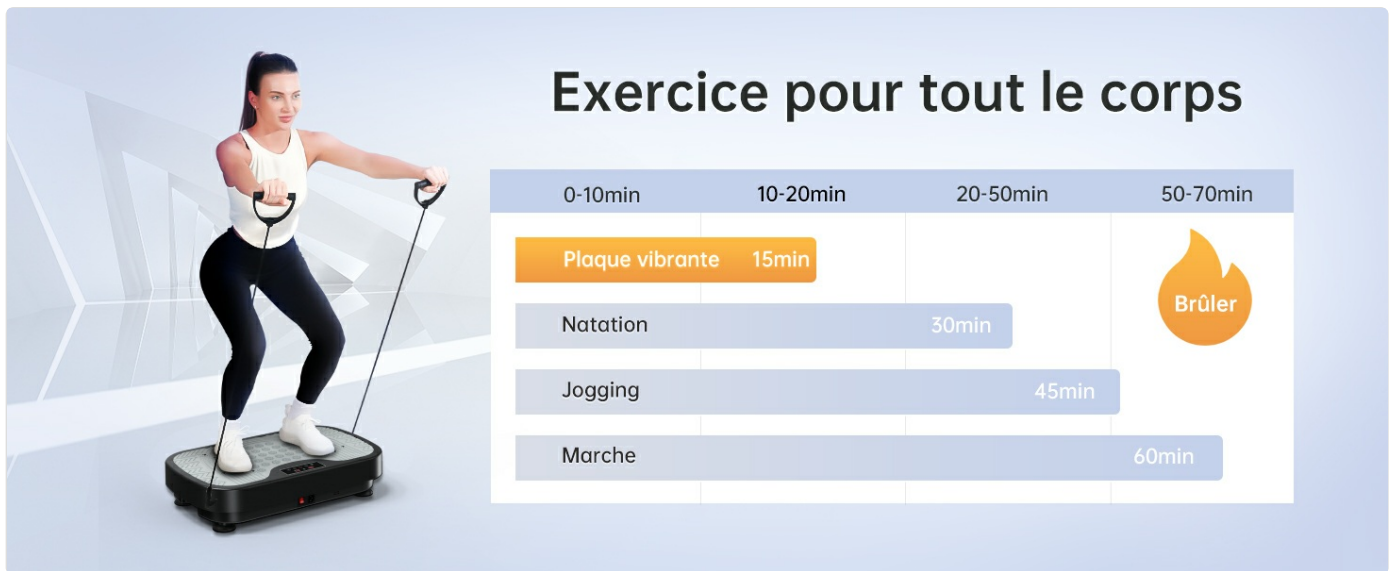 Exercice pour tout le corps
0-10min 10-20min 20-50min 50-70min
Plaque vibrante 15min
Brûler
Natation 30min
Jogging 45min
Marche 60min